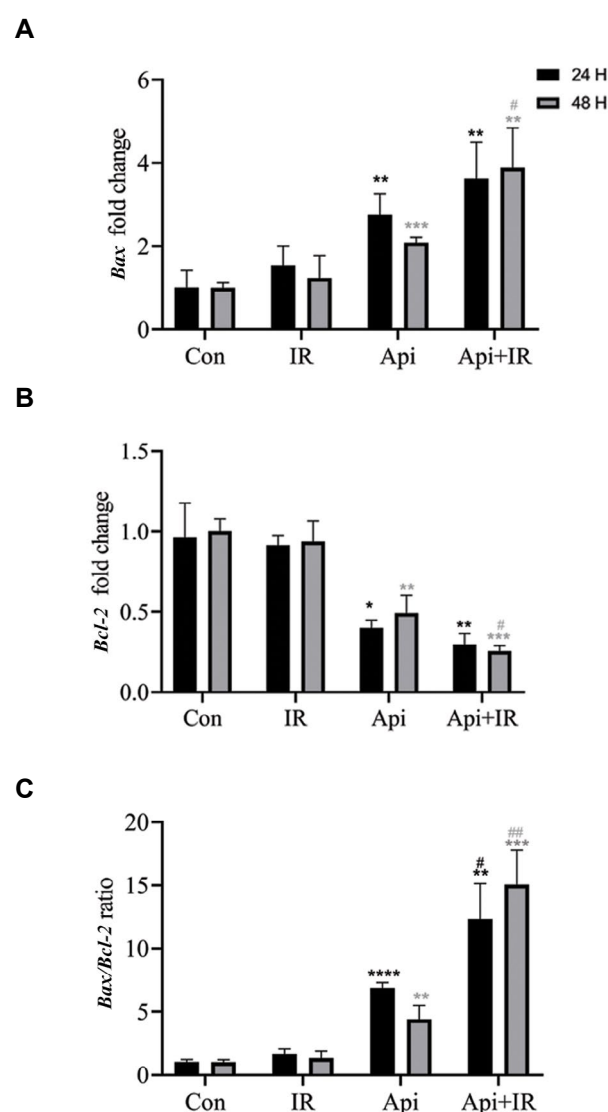 A
24 H
48 H
Bax fold change
6
4
2
0
**
***
**
#
**
Con IR Api Api+IR
B
Bcl-2 fold change
1.5
1.0
0.5
0.0
*
**
**
#
***
Con IR Api Api+IR
C
Bax/Bcl-2 ratio
20
15
10
5
0
****
**
#
**
##
***
Con IR Api Api+IR